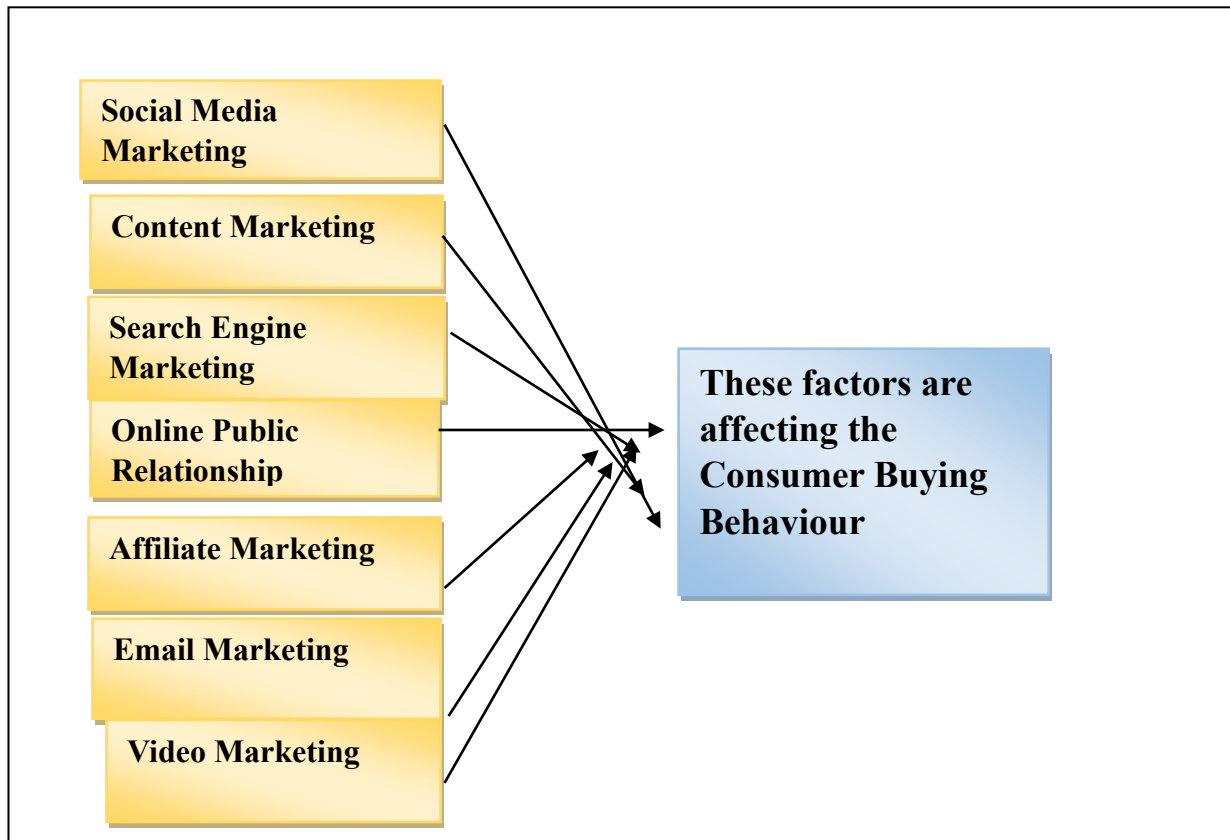 Social Media
Marketing
Content Marketing
Search Engine
Marketing
Online Public
Relationship
Affiliate Marketing
Email Marketing
Video Marketing
These factors are
affecting the
Consumer Buying
Behaviour